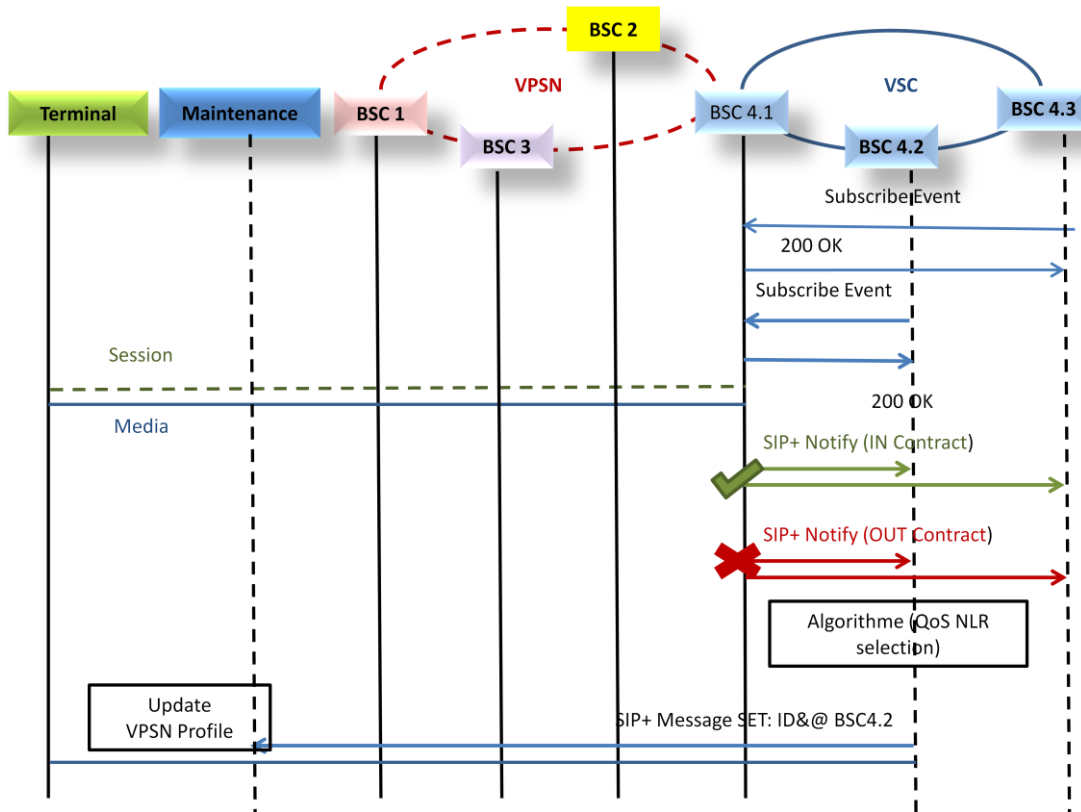 BSC 2
VPSN
VSC
Terminal
Maintenance
BSC 1
BSC 4.1
BSC 4.3
BSC 3
BSC 4.2
Subscribe Event
200 OK
Subscribe Event
Session
200 OK
Media
SIP+ Notify (IN Contract)
SIP+ Notify (OUT Contract)
Algorithme (QoS NLR
selection)
Update
VPSN Profile
SIP+ Message SET: ID&@ BSC4.2